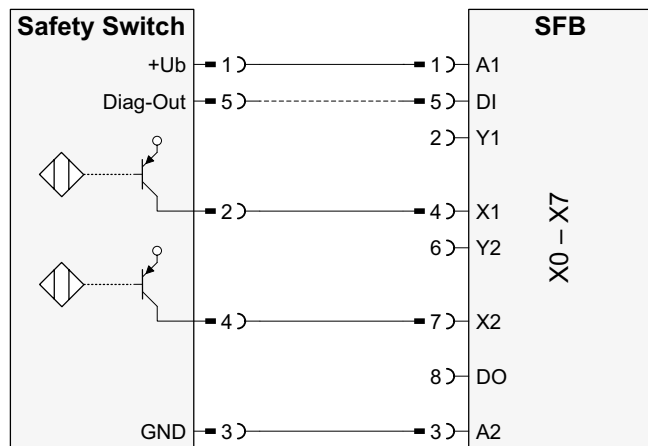 Safety Switch SFB
+Ub 1 1 A1
Diag-Out 5 5 DI
2 Y1
2 4 X1
6 Y2
4 7 X2
8 DO
GND 3 3 A2
X0 – X7